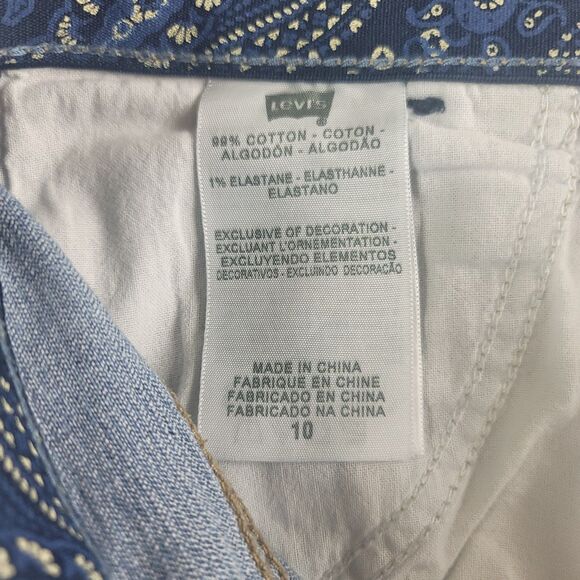 Levi's
®
99% COTTON - COTON -
ALGODÓN - ALGODÃO
1% ELASTANE - ELASTHANNE -
ELASTANO
EXCLUSIVE OF DECORATION -
EXCLUANT L'ORNEMENTATION -
EXCLUYENDO ELEMENTOS
DECORATIVOS - EXCLUINDO DECORAÇÃO
MADE IN CHINA
FABRIQUE EN CHINE
FABRICADO EN CHINA
FABRICADO NA CHINA
10